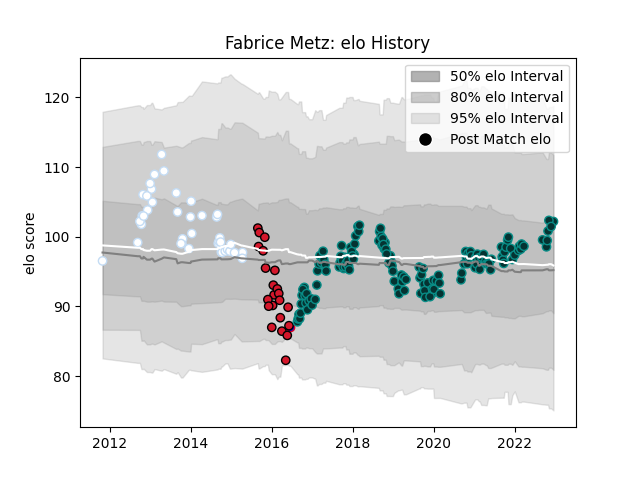 Fabrice Metz: elo History
50% elo Interval
80% elo Interval
95% elo Interval
Post Match elo
elo score
120
110
100
90
80
2012 2014 2016 2018 2020 2022